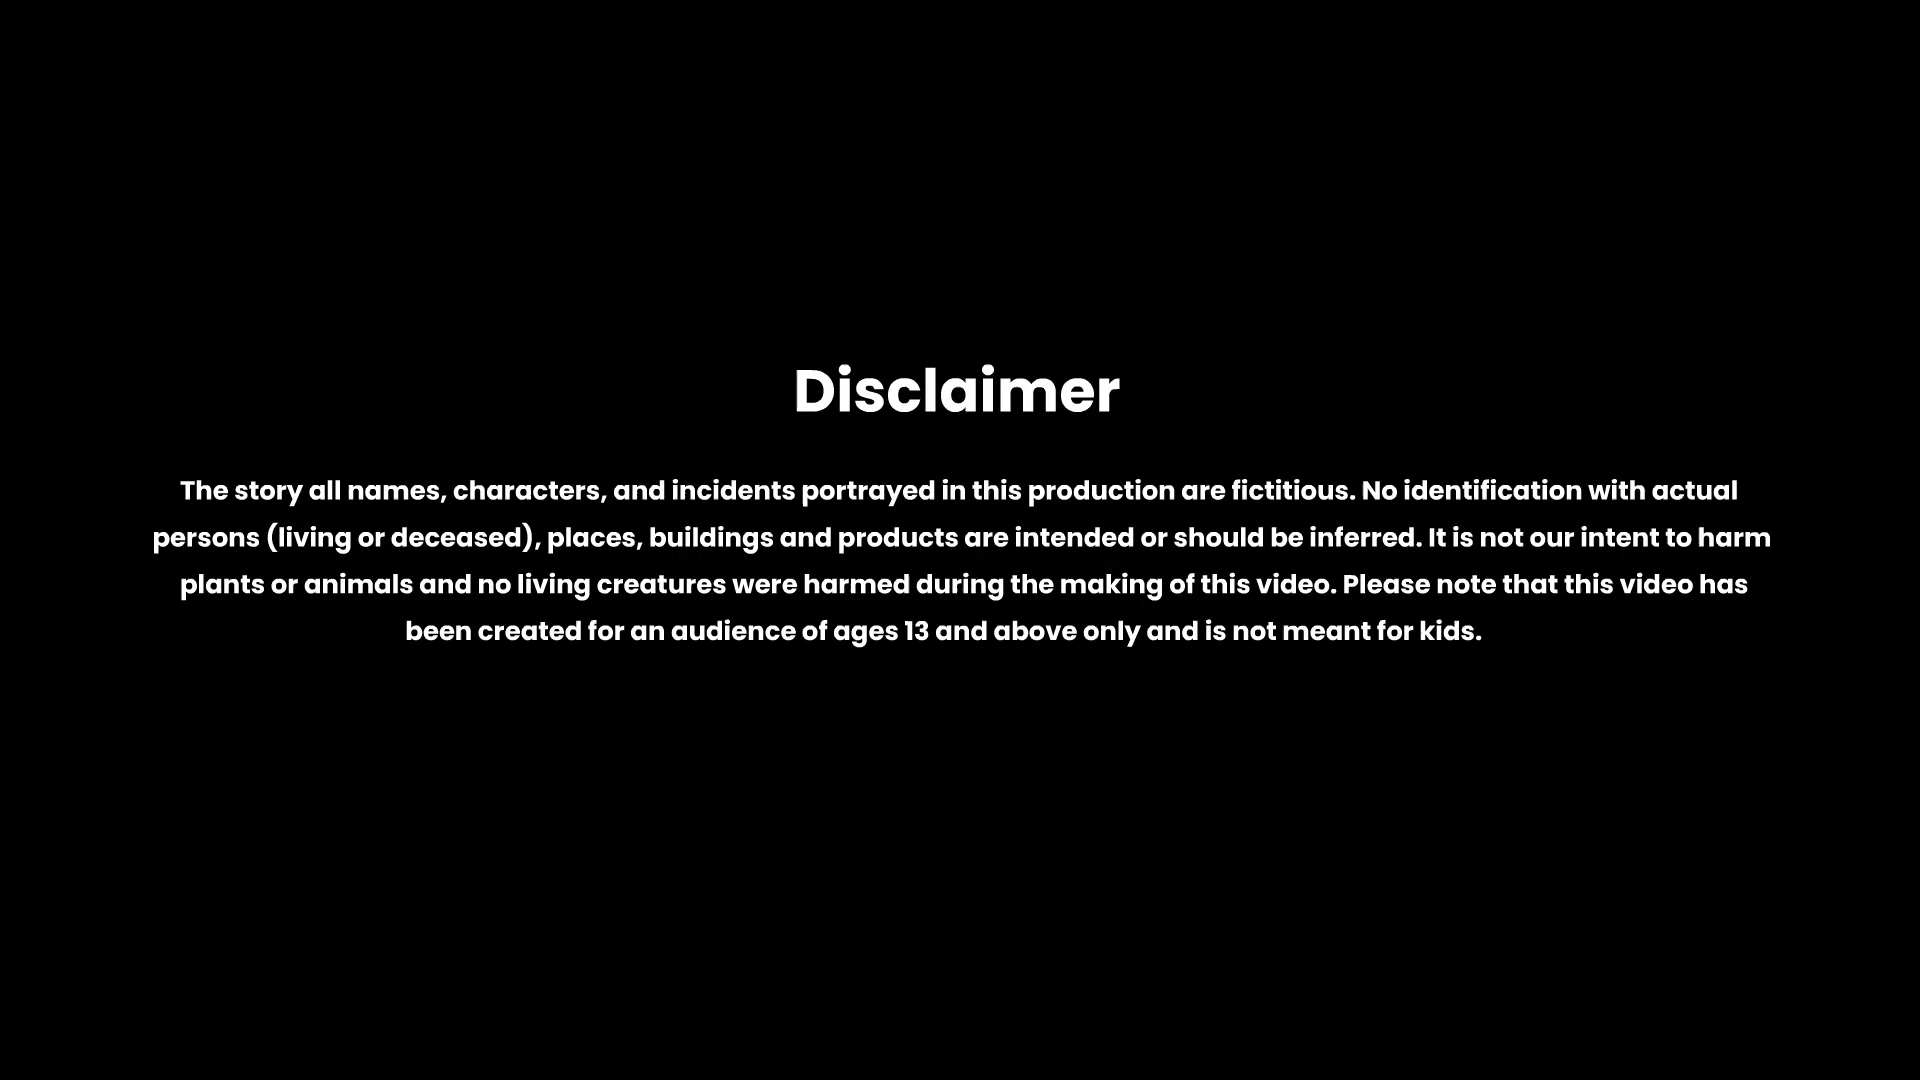 Disclaimer
The story all names, characters, and incidents portrayed in this production are fictitious. No identification with actual
persons (living or deceased), places, buildings and products are intended or should be inferred. It is not our intent to harm
plants or animals and no living creatures were harmed during the making of this video. Please note that this video has
been created for an audience of ages 13 and above only and is not meant for kids.